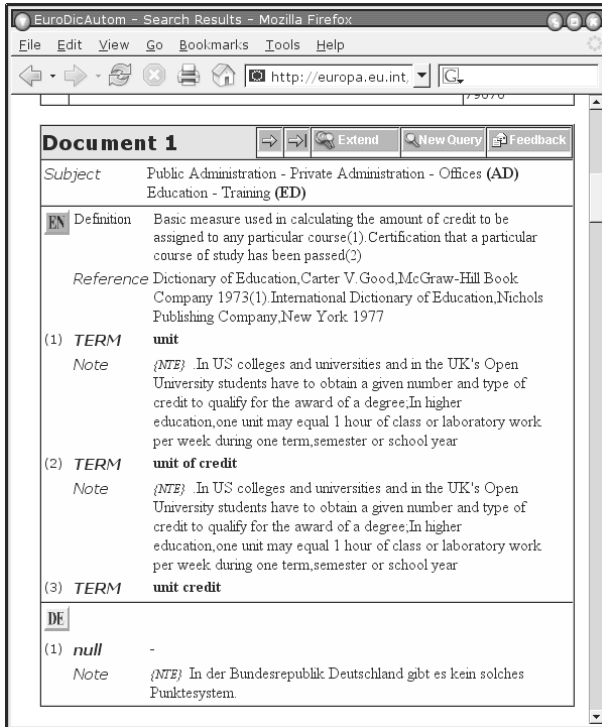 EuroDicAutom - Search Results - Mozilla Firefox
File Edit View Go Bookmarks Tools Help
http://europa.eu.int, G
Document 1 Extend New Query Feedback
Subject Public Administration - Private Administration - Offices (AD)
Education - Training (ED)
EN Definition Basic measure used in calculating the amount of credit to be
assigned to any particular course(1).Certification that a particular
course of study has been passed(2)
Reference Dictionary of Education,Carter V.Good,McGraw-Hill Book
Company 1973(1).International Dictionary of Education,Nichols
Publishing Company,New York 1977
(1) TERM unit
Note {NTE} .In US colleges and universities and in the UK's Open
University students have to obtain a given number and type of
credit to qualify for the award of a degree;In higher
education,one unit may equal 1 hour of class or laboratory work
per week during one term,semester or school year
(2) TERM unit of credit
Note {NTE} .In US colleges and universities and in the UK's Open
University students have to obtain a given number and type of
credit to qualify for the award of a degree;In higher
education,one unit may equal 1 hour of class or laboratory work
per week during one term,semester or school year
(3) TERM unit credit
DE
(1) null -
Note {NTE} In der Bundesrepublik Deutschland gibt es kein solches
Punktesystem.